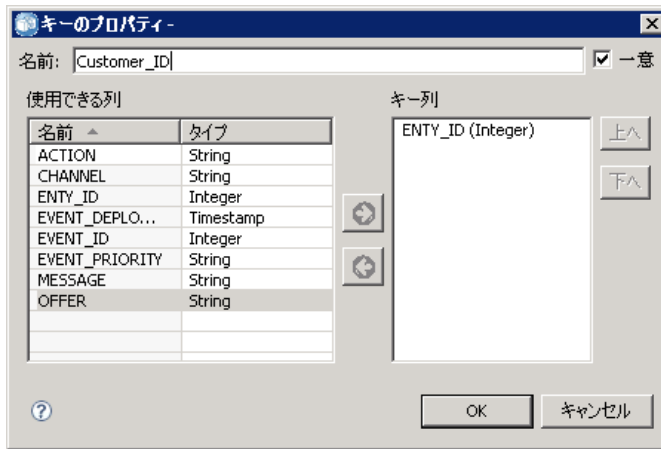 キーのプロパティ -
名前: Customer_ID
一意
使用できる列
キー列
名前 タイプ
ACTION String
CHANNEL String
ENTY_ID Integer
EVENT_DEPLO... Timestamp
EVENT_ID Integer
EVENT_PRIORITY String
MESSAGE String
OFFER String
ENTY_ID (Integer)
上へ
下へ
?
OK
キャンセル